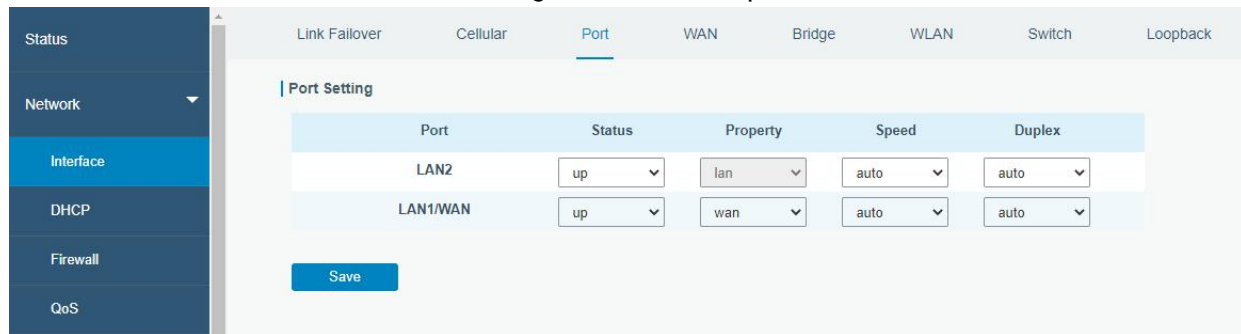 Status
Network
Interface
DHCP
Firewall
QoS
Link Failover Cellular Port WAN Bridge WLAN Switch Loopback
Port Setting
Port Status Property Speed Duplex
LAN2 up lan auto auto
LAN1/WAN up wan auto auto
Save